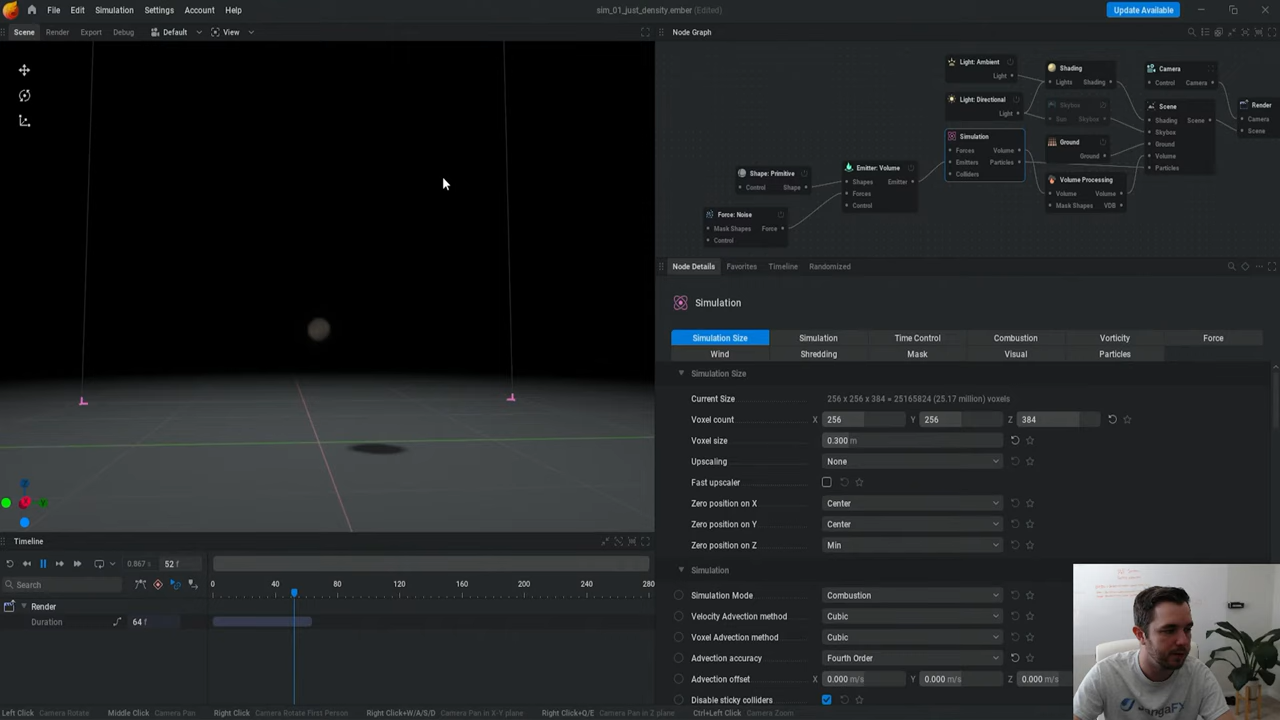 File Edit Simulation Settings Account Help
sim_01_just_density.ember (Edited)
Update Available
Scene Render Export Debug Default View
Node Graph
Light: Ambient
Light
Light: Directional
Light
Shading
Lights Shading
Skybox
Sun Skybox
Ground
Ground
Camera
Control Camera
Scene
Shading Scene
Skybox
Ground
Volume
Particles
Render
Camera
Scene
Simulation
Forces Volume
Emitters Particles
Colliders
Volume Processing
Volume Volume
Mask Shapes VDB
Emitter: Volume
Shapes Emitter
Forces
Control
Shape: Primitive
Control Shape
Force: Noise
Mask Shapes Force
Control
Node Details Favorites Timeline Randomized
Simulation
Simulation Size Simulation Time Control Combustion Vorticity Force
Wind Shredding Mask Visual Particles
Simulation Size
Current Size 256 x 256 x 384 = 25165824 (25.17 million) voxels
Voxel count X 256 Y 256 Z 384
Voxel size 0.300 m
Upscaling None
Fast upscaler
Zero position on X Center
Zero position on Y Center
Zero position on Z Min
Simulation
Simulation Mode Combustion
Velocity Advection method Cubic
Voxel Advection method Cubic
Advection accuracy Fourth Order
Advection offset X 0.000 m/s Y 0.000 m/s Z 0.000 m/s
Disable sticky colliders
Timeline
0.867 s 52 f
Search
0 40 80 120 160 200 240 280
Render
Duration 64 f
Left Click Camera Rotate Middle Click Camera Pan Right Click Camera Rotate First Person Right Click+W/A/S/D Camera Pan in X-Y plane Right Click+Q/E Camera Pan in Z plane Right Click+Left Click Camera Zoom